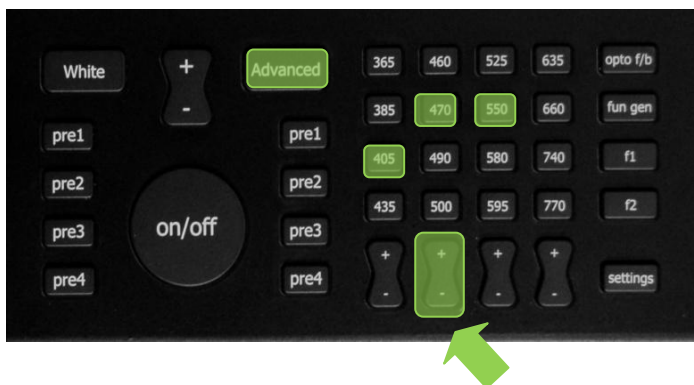 White + - Advanced
pre1 pre1
pre2 pre2
on/off
pre3 pre3
pre4 pre4
365 460 525 635 opto f/b
385 470 550 660 fun gen
405 490 580 740 f1
435 500 595 770 f2
+ + + +
- - - -
settings